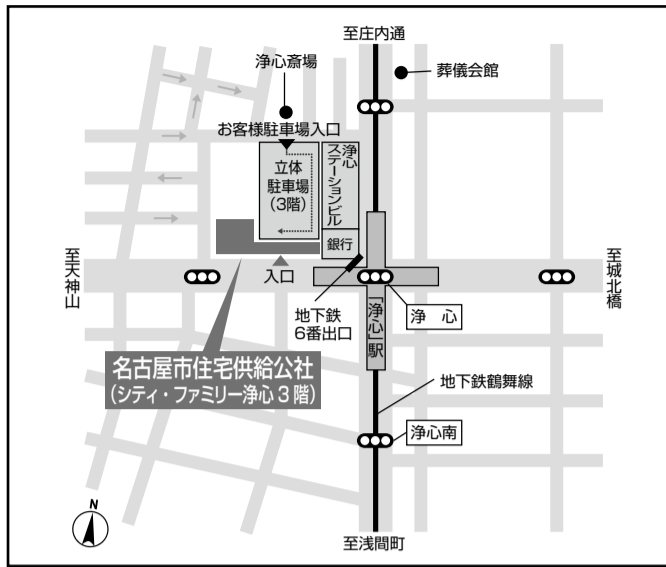 至庄内通
浄心斎場
葬儀会館
お客様駐車場入口
立体
駐車場
(3階)
浄心
ステーションビル
銀行
至天神山
至城北橋
入口
地下鉄
6番出口
「浄心」駅
浄 心
名古屋市住宅供給公社
(シティ・ファミリー浄心3階)
地下鉄鶴舞線
浄心南
N
至浅間町